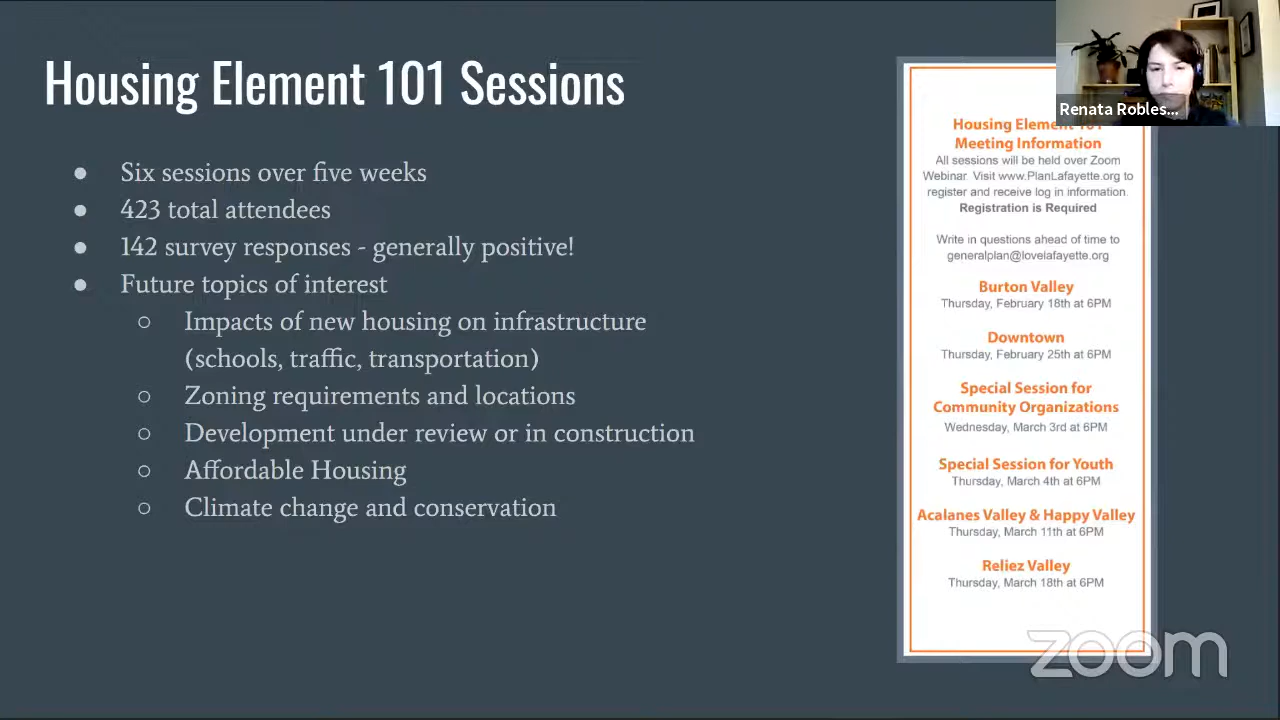 Housing Element 101 Sessions
● Six sessions over five weeks
● 423 total attendees
● 142 survey responses - generally positive!
● Future topics of interest
○ Impacts of new housing on infrastructure
(schools, traffic, transportation)
○ Zoning requirements and locations
○ Development under review or in construction
○ Affordable Housing
○ Climate change and conservation
Renata Robles...
Housing Element 101
Meeting Information
All sessions will be held over Zoom
Webinar. Visit www.PlanLafayette.org to
register and receive log in information.
Registration is Required
Write in questions ahead of time to
generalplan@lovelafayette.org
Burton Valley
Thursday, February 18th at 6PM
Downtown
Thursday, February 25th at 6PM
Special Session for
Community Organizations
Wednesday, March 3rd at 6PM
Special Session for Youth
Thursday, March 4th at 6PM
Acalanes Valley & Happy Valley
Thursday, March 11th at 6PM
Reliez Valley
Thursday, March 18th at 6PM
zoom